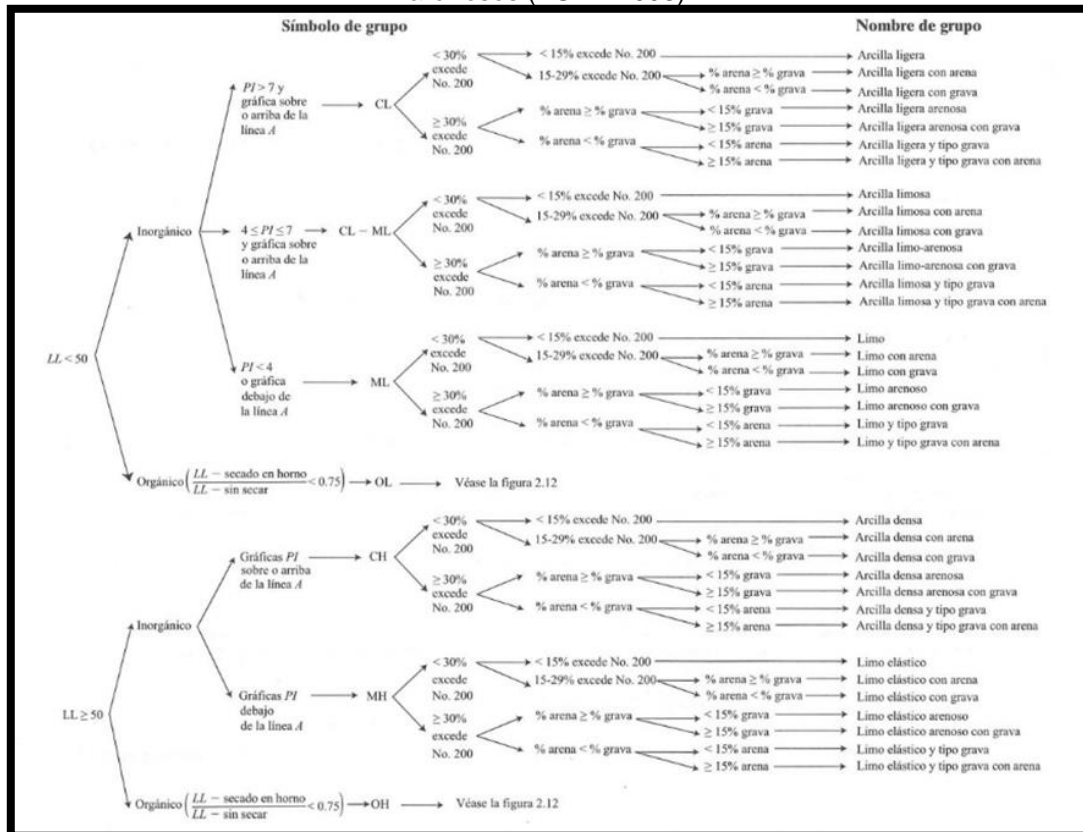 Símbolo de grupo
Nombre de grupo
LL < 50
Inorgánico
PI > 7 y
gráfica sobre
o arriba de la
línea A
CL
< 30%
excede
No. 200
< 15% excede No. 200
Arcilla ligera
15-29% excede No. 200
% arena ≥ % grava
Arcilla ligera con arena
% arena < % grava
Arcilla ligera con grava
≥ 30%
excede
No. 200
% arena ≥ % grava
< 15% grava
Arcilla ligera arenosa
≥ 15% grava
Arcilla ligera arenosa con grava
% arena < % grava
< 15% arena
Arcilla ligera y tipo grava
≥ 15% arena
Arcilla ligera y tipo grava con arena
4 ≤ PI ≤ 7
y gráfica sobre
o arriba de la
línea A
CL – ML
< 30%
excede
No. 200
< 15% excede No. 200
Arcilla limosa
15-29% excede No. 200
% arena ≥ % grava
Arcilla limosa con arena
% arena < % grava
Arcilla limosa con grava
≥ 30%
excede
No. 200
% arena ≥ % grava
< 15% grava
Arcilla limo-arenosa
≥ 15% grava
Arcilla limo-arenosa con grava
% arena < % grava
< 15% arena
Arcilla limosa y tipo grava
≥ 15% arena
Arcilla limosa y tipo grava con arena
PI < 4
o gráfica
debajo de
la línea A
ML
< 30%
excede
No. 200
< 15% excede No. 200
Limo
15-29% excede No. 200
% arena ≥ % grava
Limo con arena
% arena < % grava
Limo con grava
≥ 30%
excede
No. 200
% arena ≥ % grava
< 15% grava
Limo arenoso
≥ 15% grava
Limo arenoso con grava
% arena < % grava
< 15% arena
Limo y tipo grava
≥ 15% arena
Limo y tipo grava con arena
Orgánico (LL – secado en horno / LL – sin secar < 0.75)
OL
Véase la figura 2.12
LL ≥ 50
Inorgánico
Gráficas PI
sobre o arriba
de la línea A
CH
< 30%
excede
No. 200
< 15% excede No. 200
Arcilla densa
15-29% excede No. 200
% arena ≥ % grava
Arcilla densa con arena
% arena < % grava
Arcilla densa con grava
≥ 30%
excede
No. 200
% arena ≥ % grava
< 15% grava
Arcilla densa arenosa
≥ 15% grava
Arcilla densa arenosa con grava
% arena < % grava
< 15% arena
Arcilla densa y tipo grava
≥ 15% arena
Arcilla densa y tipo grava con arena
Gráficas PI
debajo
de la línea A
MH
< 30%
excede
No. 200
< 15% excede No. 200
Limo elástico
15-29% excede No. 200
% arena ≥ % grava
Limo elástico con arena
% arena < % grava
Limo elástico con grava
≥ 30%
excede
No. 200
% arena ≥ % grava
< 15% grava
Limo elástico arenoso
≥ 15% grava
Limo elástico arenoso con grava
% arena < % grava
< 15% arena
Limo elástico y tipo grava
≥ 15% arena
Limo elástico y tipo grava con arena
Orgánico (LL – secado en horno / LL – sin secar < 0.75)
OH
Véase la figura 2.12